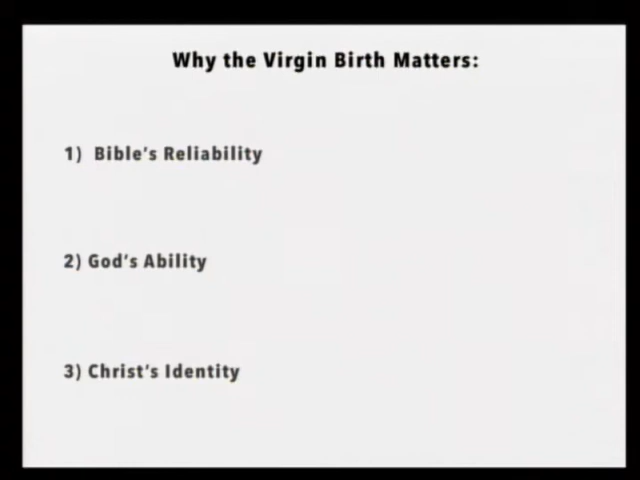 Why the Virgin Birth Matters:
1) Bible's Reliability
2) God's Ability
3) Christ's Identity